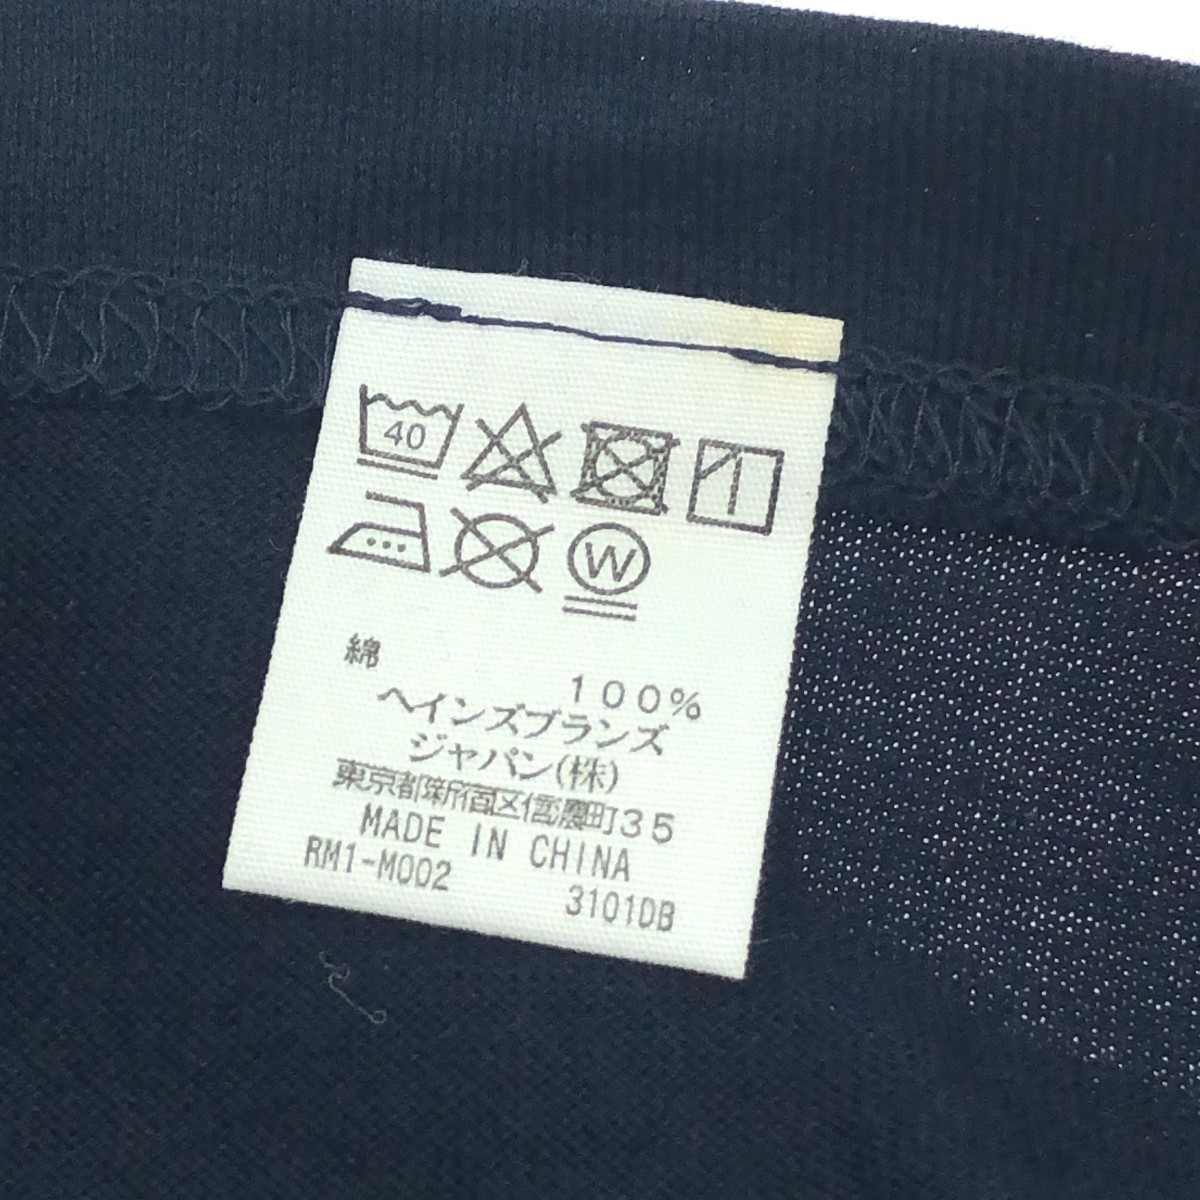 40
W
綿
１００％
ヘインズブランズ
ジャパン(株)
東京都新宿区信濃町３５
MADE IN CHINA
RM1-M002 3101DB